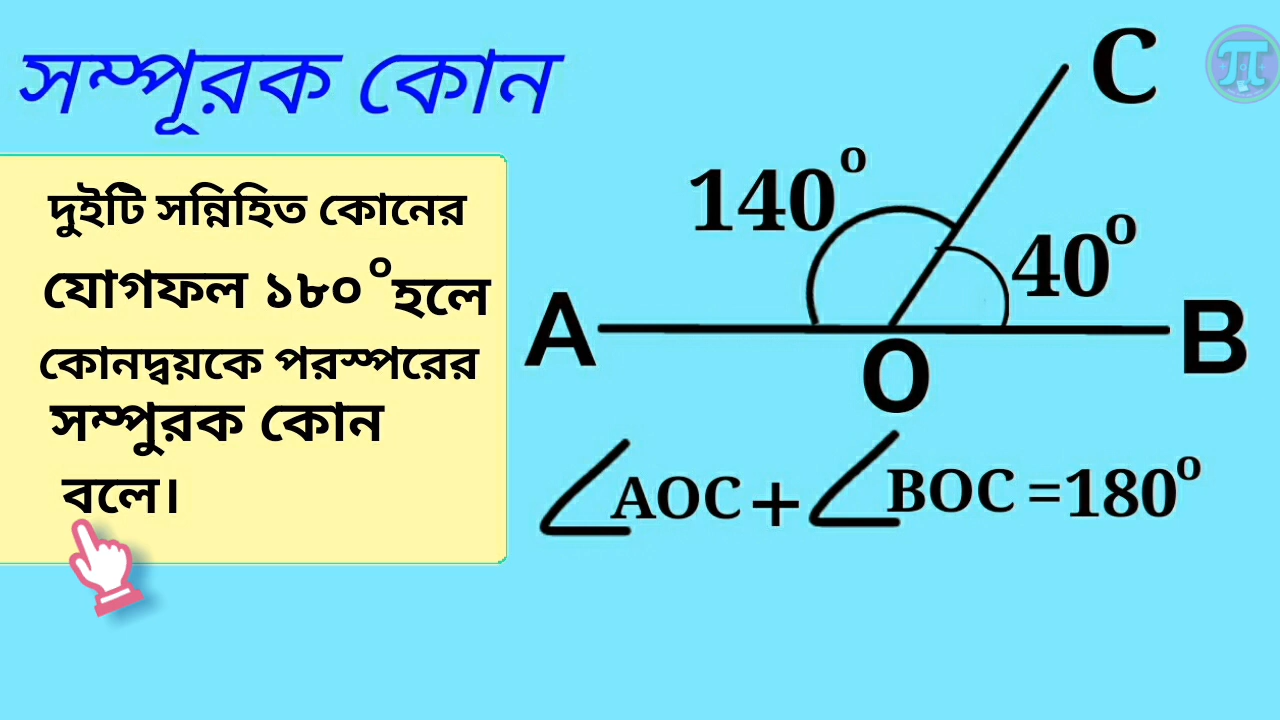 সম্পূরক কোন
দুইটি সন্নিহিত কোনের
যোগফল ১৮০° হলে
কোনদ্বয়কে পরস্পরের
সম্পুরক কোন
বলে।
C
140°
40°
A
B
O
∠AOC + ∠BOC =180°
π